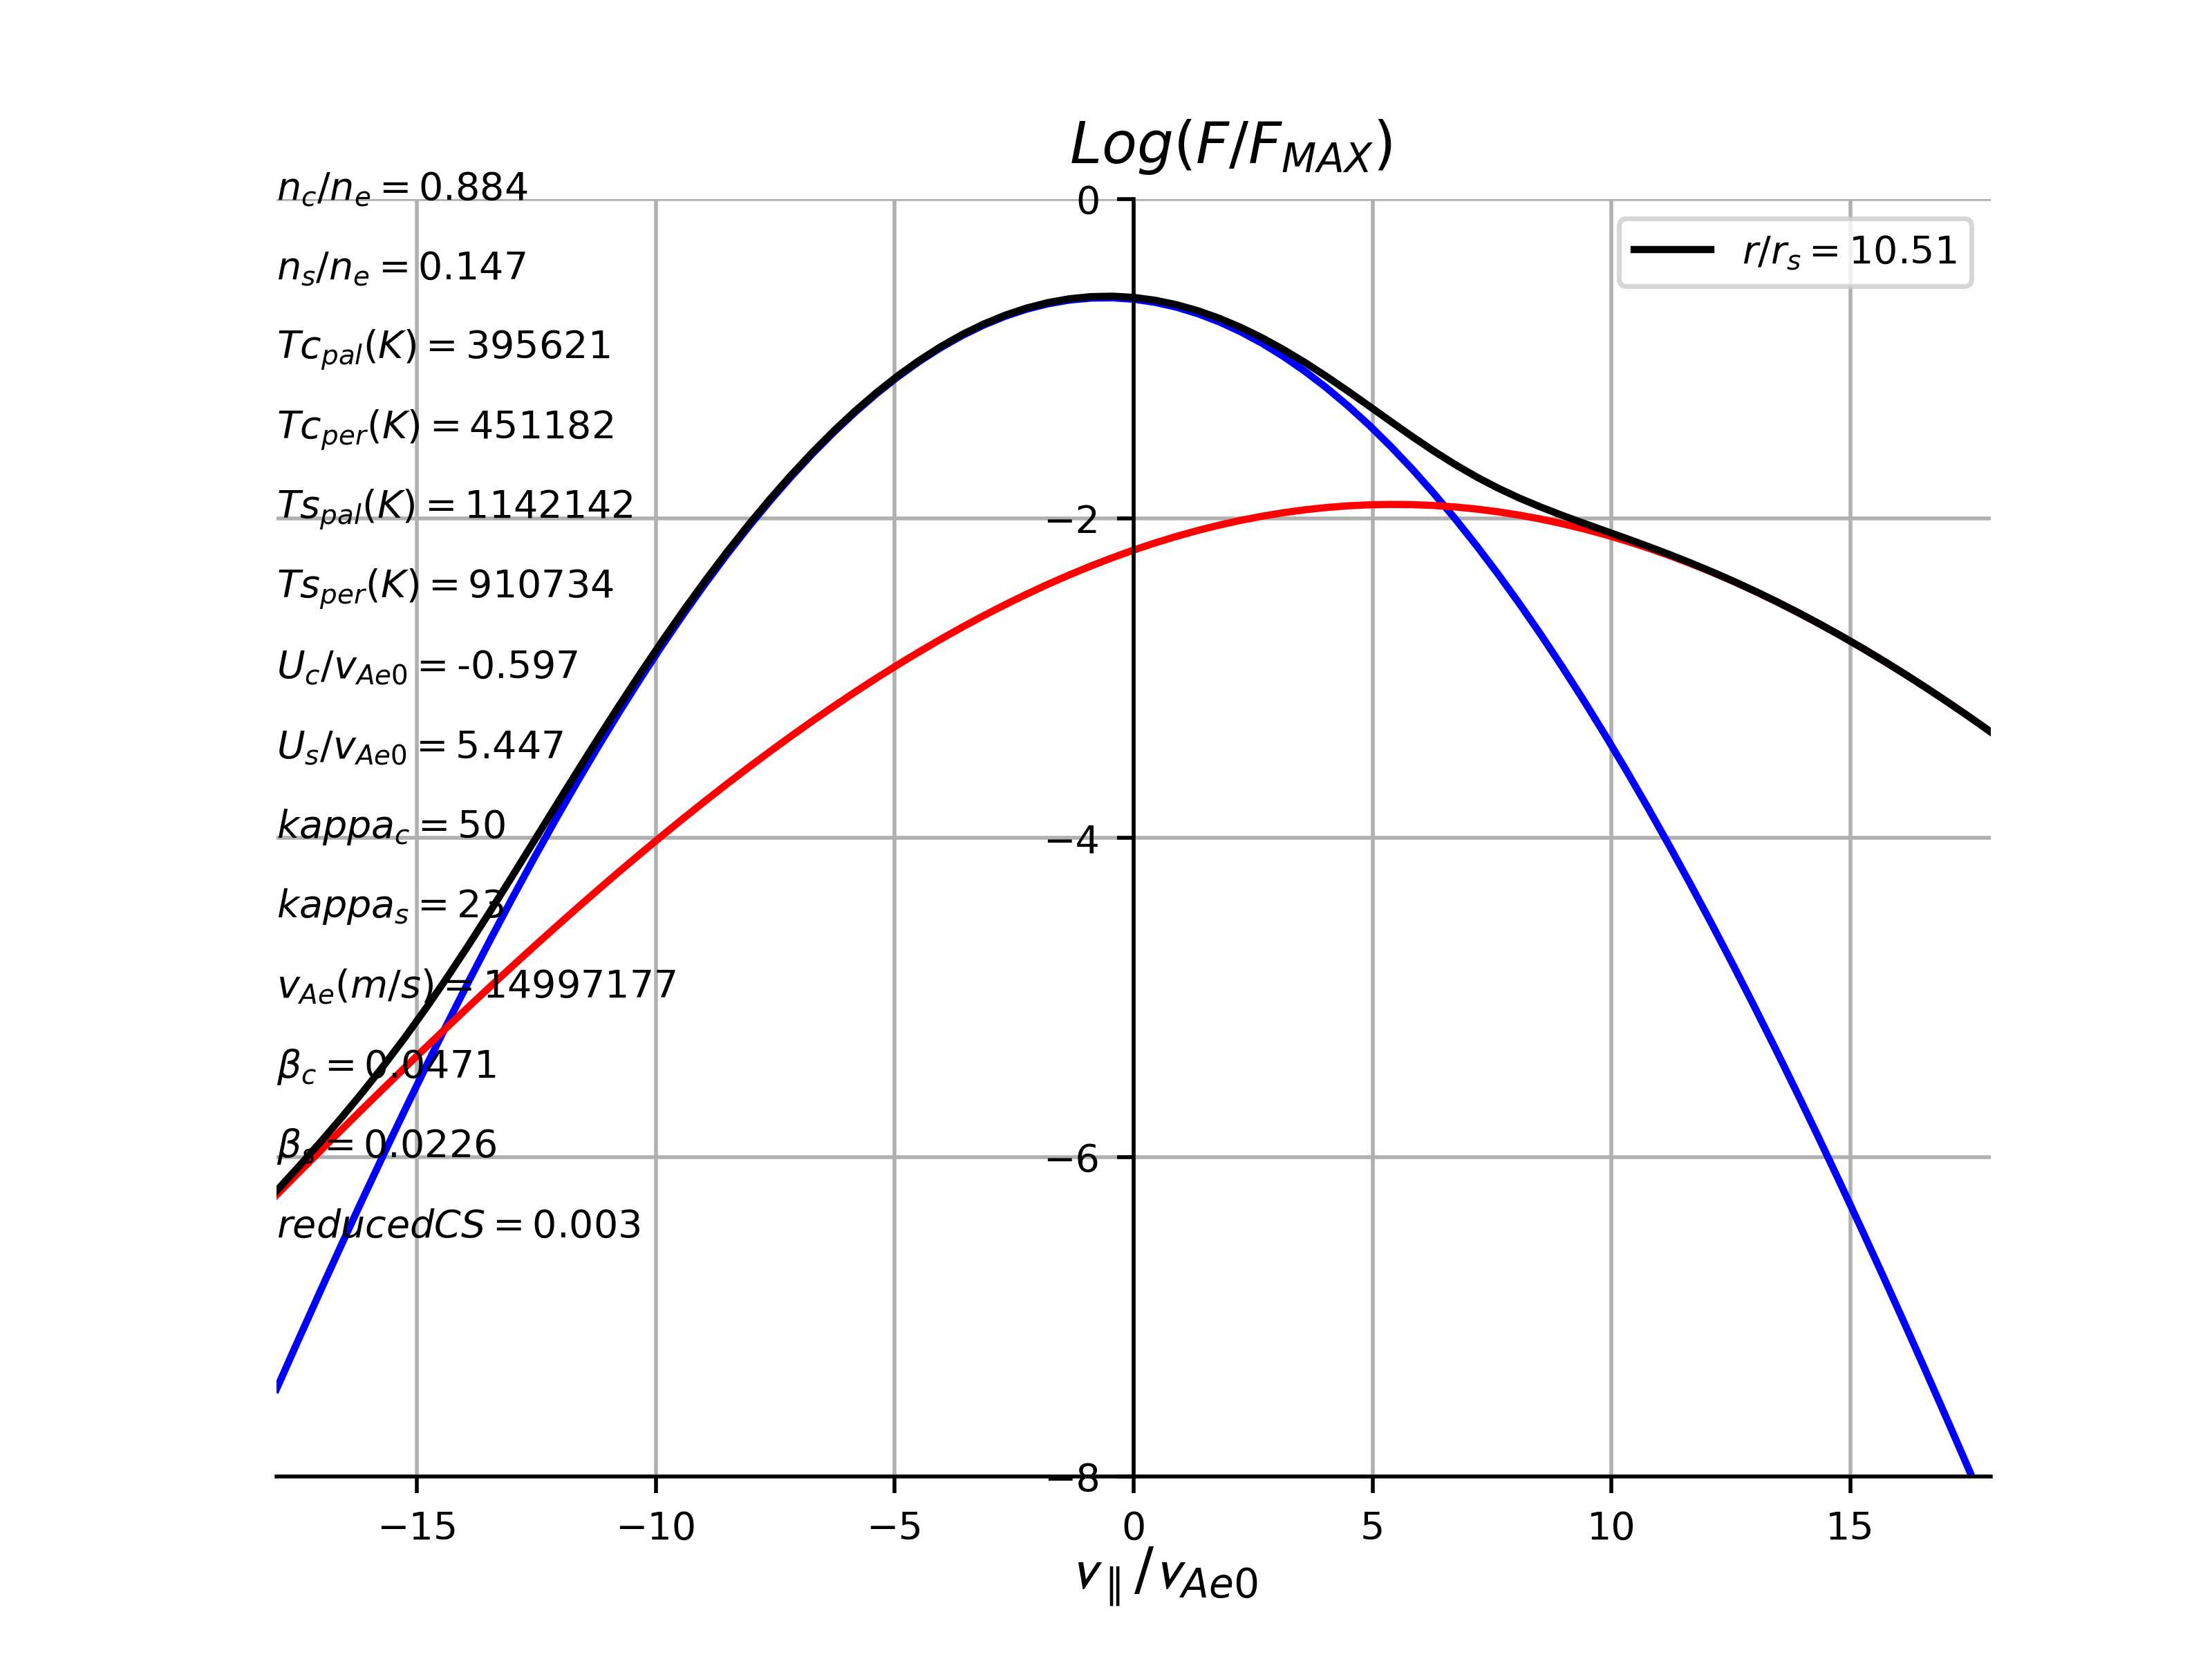 Log(F/F_MAX)
n_c/n_e = 0.884
0
r/r_s = 10.51
n_s/n_e = 0.147
Tc_pal(K) = 395621
Tc_per(K) = 451182
Ts_pal(K) = 1142142
−2
Ts_per(K) = 910734
U_c/v_Ae0 = -0.597
U_s/v_Ae0 = 5.447
kappa_c = 50
−4
kappa_s = 23
v_Ae(m/s) = 14997177
β_c = 0.0471
β_s = 0.0226
−6
reducedCS = 0.003
−8
−15 −10 −5 0 5 10 15
v_∥/v_Ae0